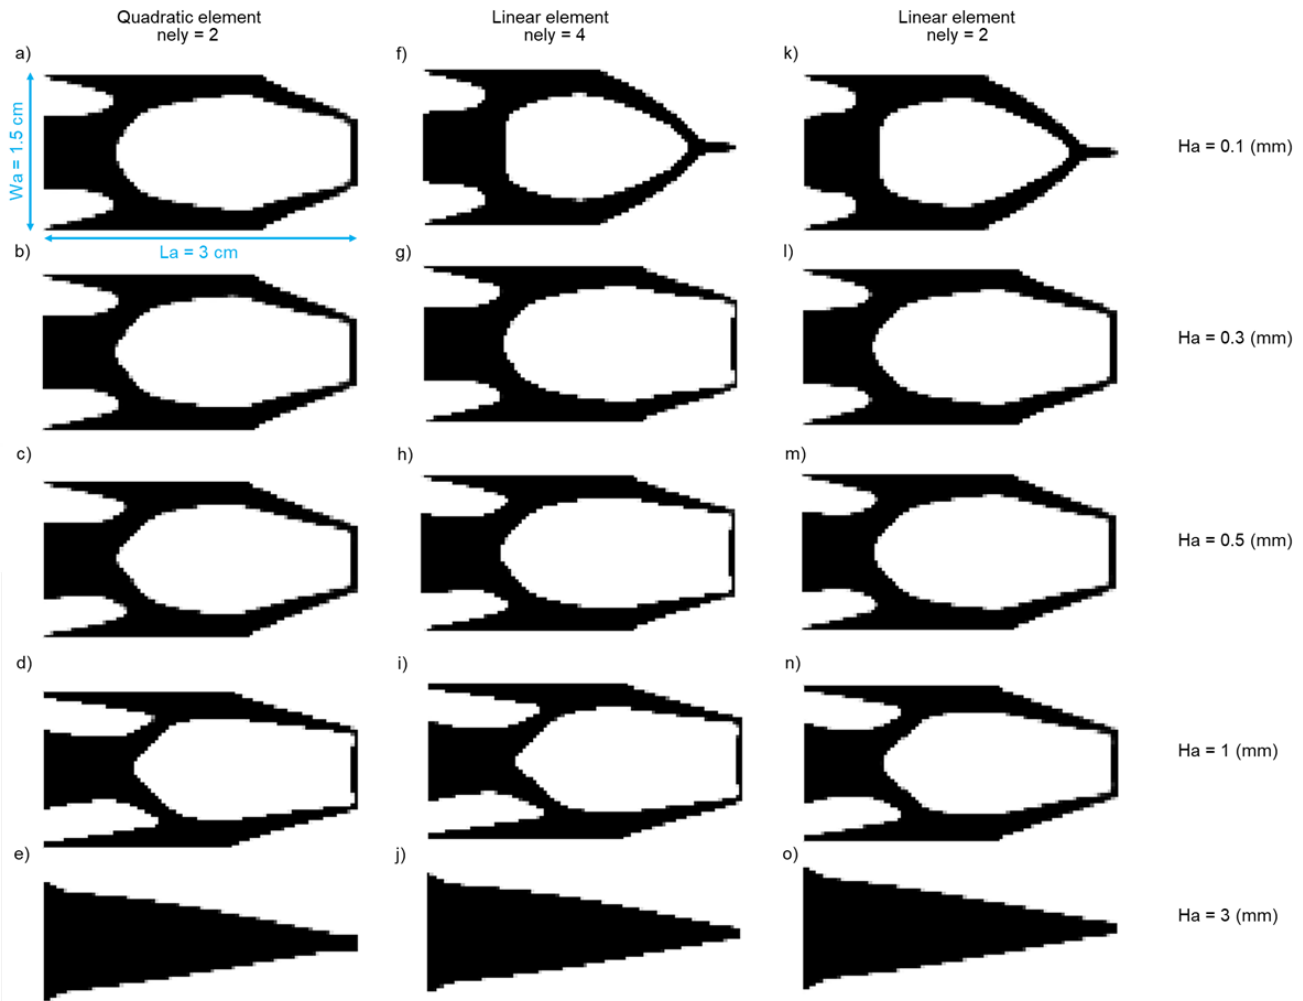 Quadratic element
nely = 2
Linear element
nely = 4
Linear element
nely = 2
a)
f)
k)
Wa = 1.5 cm
Ha = 0.1 (mm)
La = 3 cm
b)
g)
l)
Ha = 0.3 (mm)
c)
h)
m)
Ha = 0.5 (mm)
d)
i)
n)
Ha = 1 (mm)
e)
j)
o)
Ha = 3 (mm)